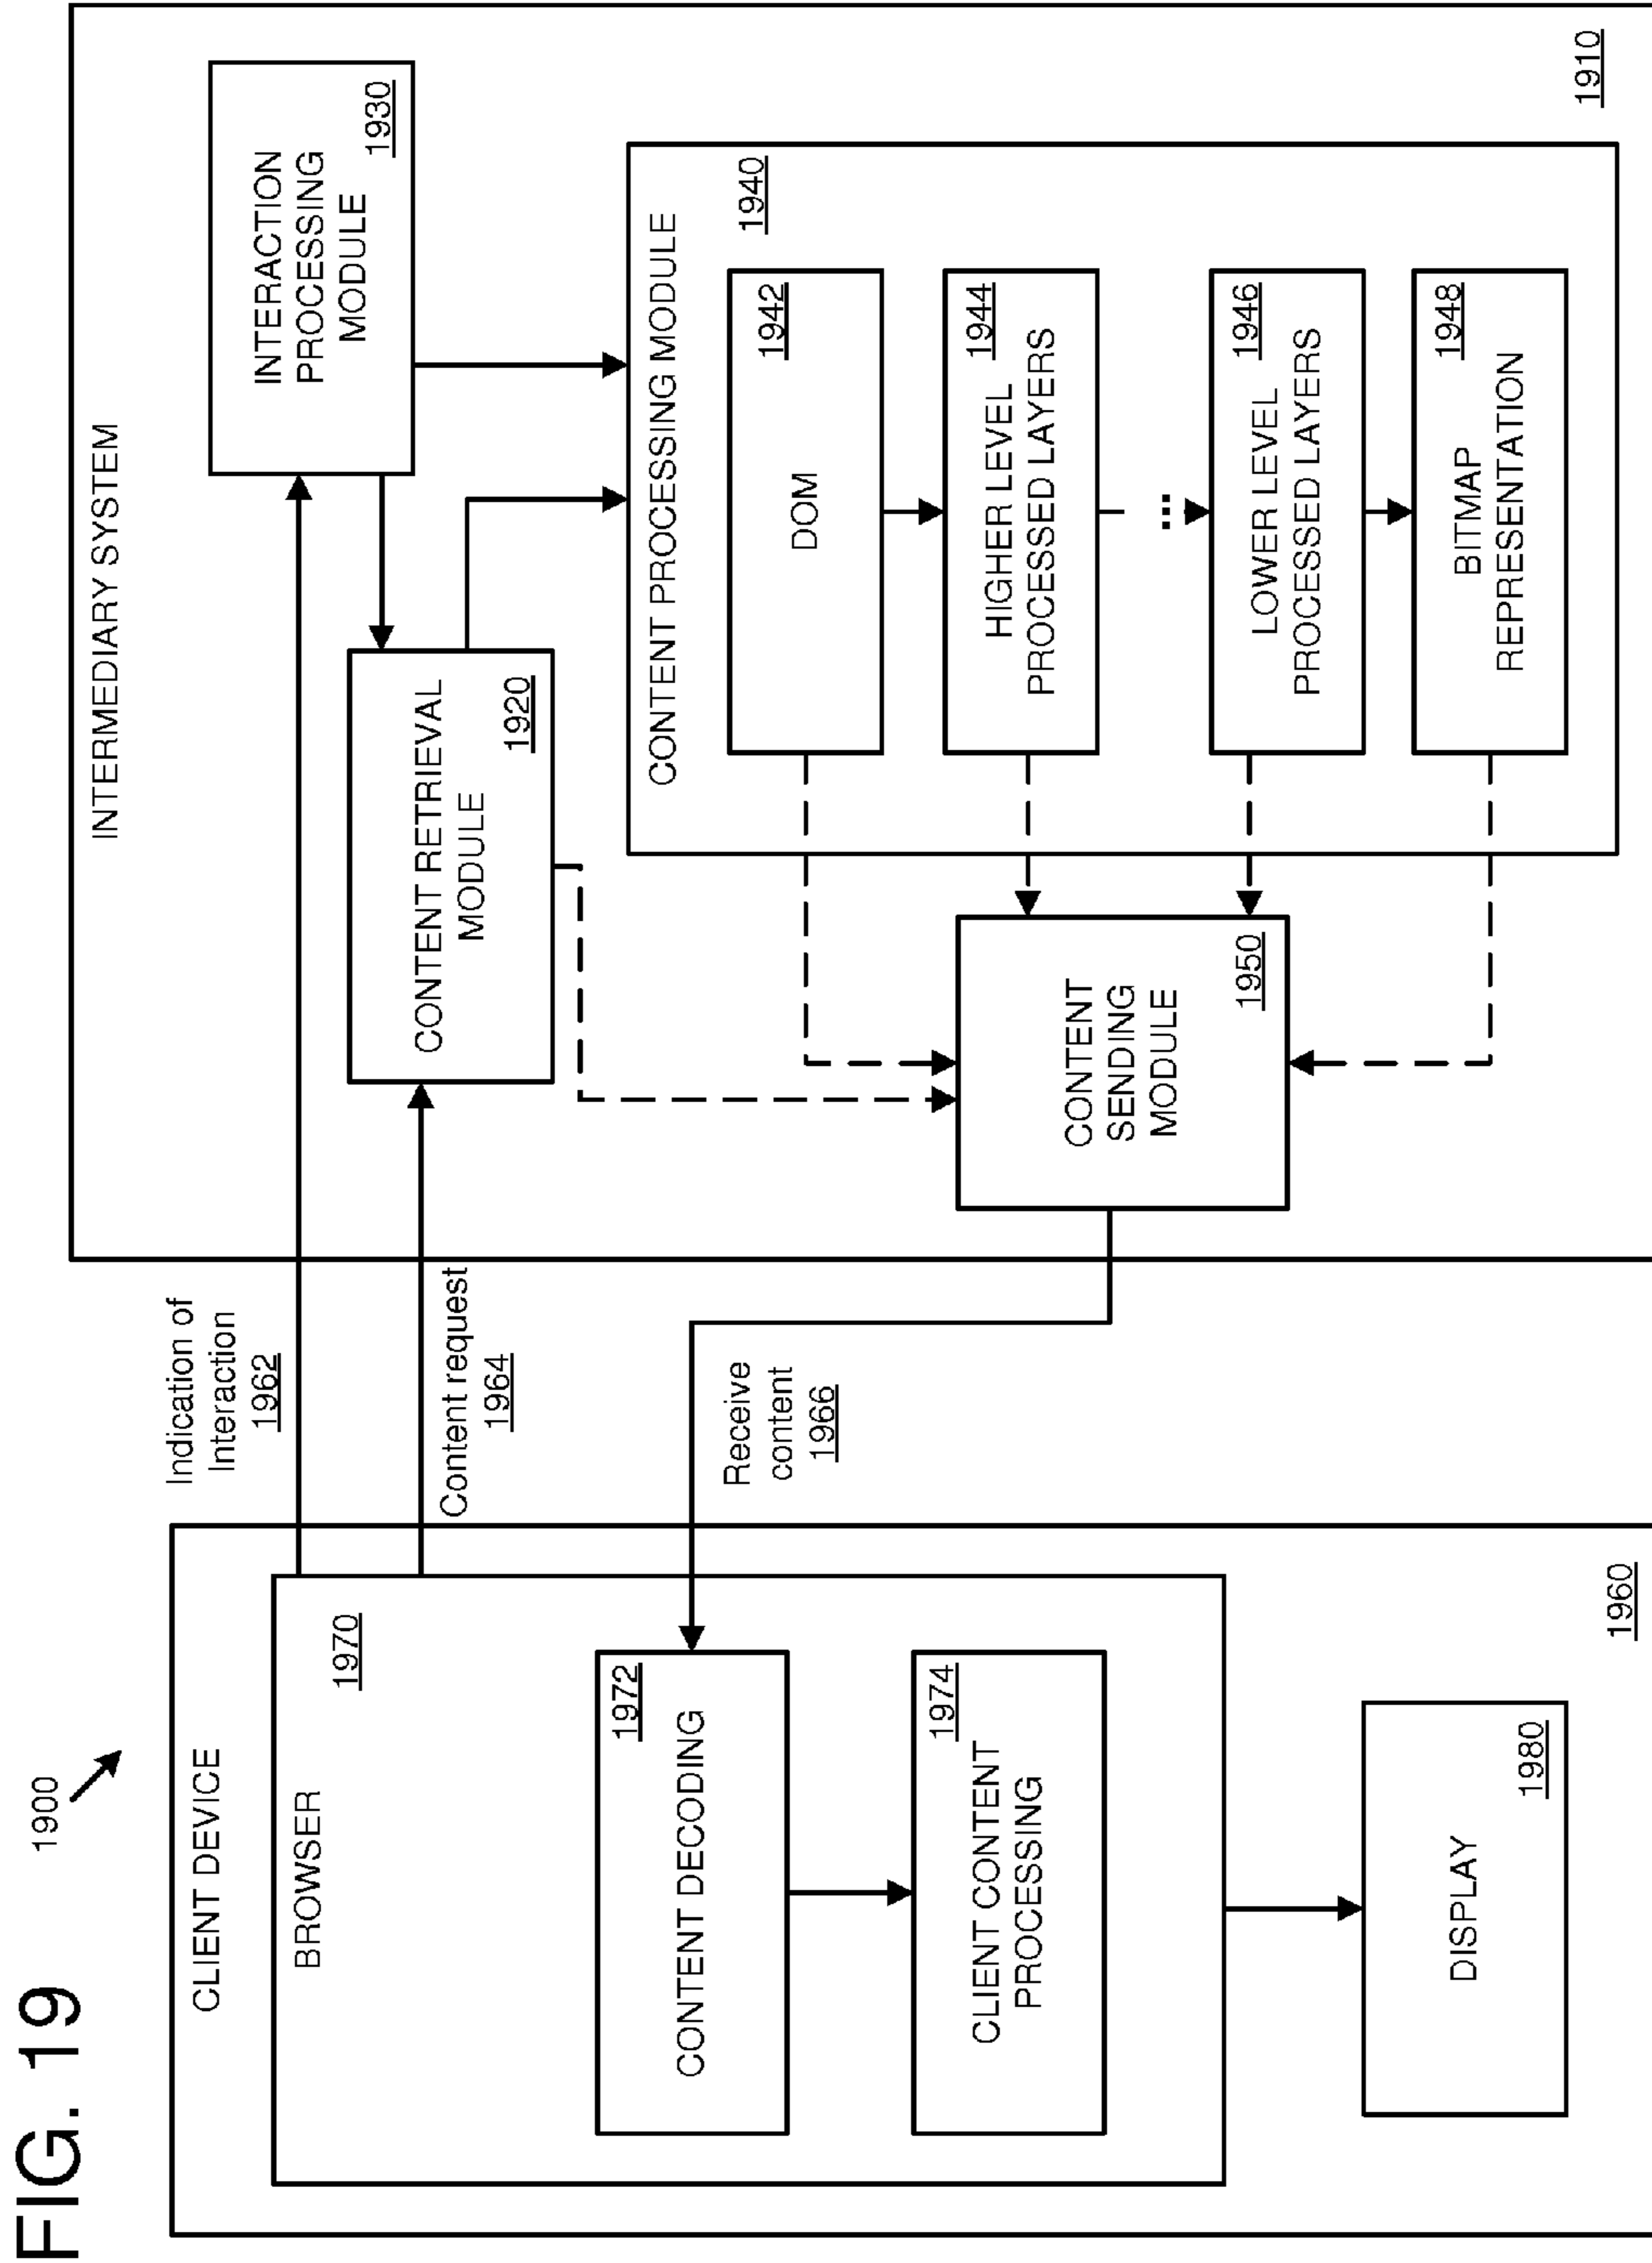 FIG. 19
1900
CLIENT DEVICE
BROWSER
1970
CONTENT DECODING
1972
CLIENT CONTENT
PROCESSING
1974
DISPLAY
1980
1960
Indication of
Interaction
1962
Content request
1964
Receive
content
1966
INTERMEDIARY SYSTEM
INTERACTION
PROCESSING
MODULE
1930
CONTENT RETRIEVAL
MODULE
1920
CONTENT PROCESSING MODULE
1940
DOM
1942
HIGHER LEVEL
PROCESSED LAYERS
1944
...
LOWER LEVEL
PROCESSED LAYERS
1946
BITMAP
REPRESENTATION
1948
CONTENT
SENDING
MODULE
1950
1910